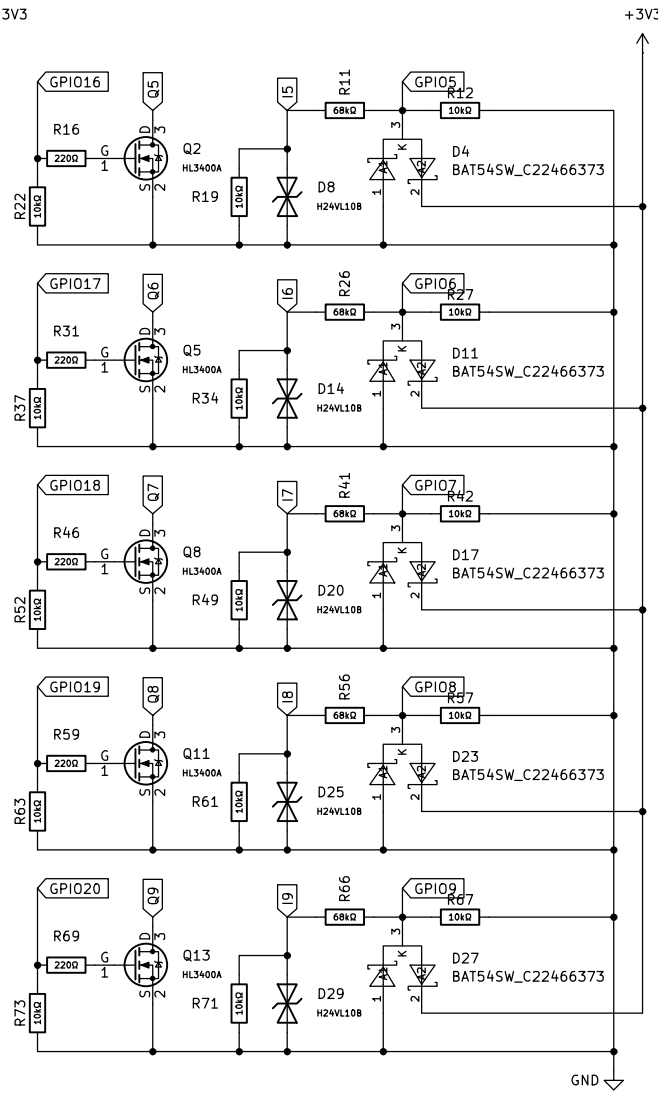 3V3
+3V3
GPIO16
Q5
I5
R11
GPIO5
R12
68kΩ
10kΩ
R16
D 3
Q2
HL3400A
3
K
D4
BAT54SW_C22466373
220Ω
G
1
A1
A2
R22
10kΩ
S 2
R19
10kΩ
D8
H24VL10B
1
2
GPIO17
Q6
I6
R26
GPIO6
R27
68kΩ
10kΩ
R31
D 3
Q5
HL3400A
3
K
D11
BAT54SW_C22466373
220Ω
G
1
A1
A2
R37
10kΩ
S 2
R34
10kΩ
D14
H24VL10B
1
2
GPIO18
Q7
I7
R41
GPIO7
R42
68kΩ
10kΩ
R46
D 3
Q8
HL3400A
3
K
D17
BAT54SW_C22466373
220Ω
G
1
A1
A2
R52
10kΩ
S 2
R49
10kΩ
D20
H24VL10B
1
2
GPIO19
Q8
I8
R56
GPIO8
R57
68kΩ
10kΩ
R59
D 3
Q11
HL3400A
3
K
D23
BAT54SW_C22466373
220Ω
G
1
A1
A2
R63
10kΩ
S 2
R61
10kΩ
D25
H24VL10B
1
2
GPIO20
Q9
I9
R66
GPIO9
R67
68kΩ
10kΩ
R69
D 3
Q13
HL3400A
3
K
D27
BAT54SW_C22466373
220Ω
G
1
A1
A2
R73
10kΩ
S 2
R71
10kΩ
D29
H24VL10B
1
2
GND